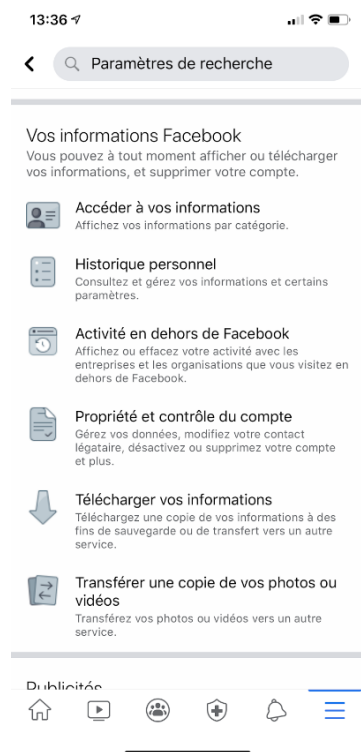 13:36
Paramètres de recherche
Vos informations Facebook
Vous pouvez à tout moment afficher ou télécharger
vos informations, et supprimer votre compte.
Accéder à vos informations
Affichez vos informations par catégorie.
Historique personnel
Consultez et gérez vos informations et certains
paramètres.
Activité en dehors de Facebook
Affichez ou effacez votre activité avec les
entreprises et les organisations que vous visitez en
dehors de Facebook.
Propriété et contrôle du compte
Gérez vos données, modifiez votre contact
légataire, désactivez ou supprimez votre compte
et plus.
Télécharger vos informations
Téléchargez une copie de vos informations à des
fins de sauvegarde ou de transfert vers un autre
service.
Transférer une copie de vos photos ou
vidéos
Transférez vos photos ou vidéos vers un autre
service.
Publicités